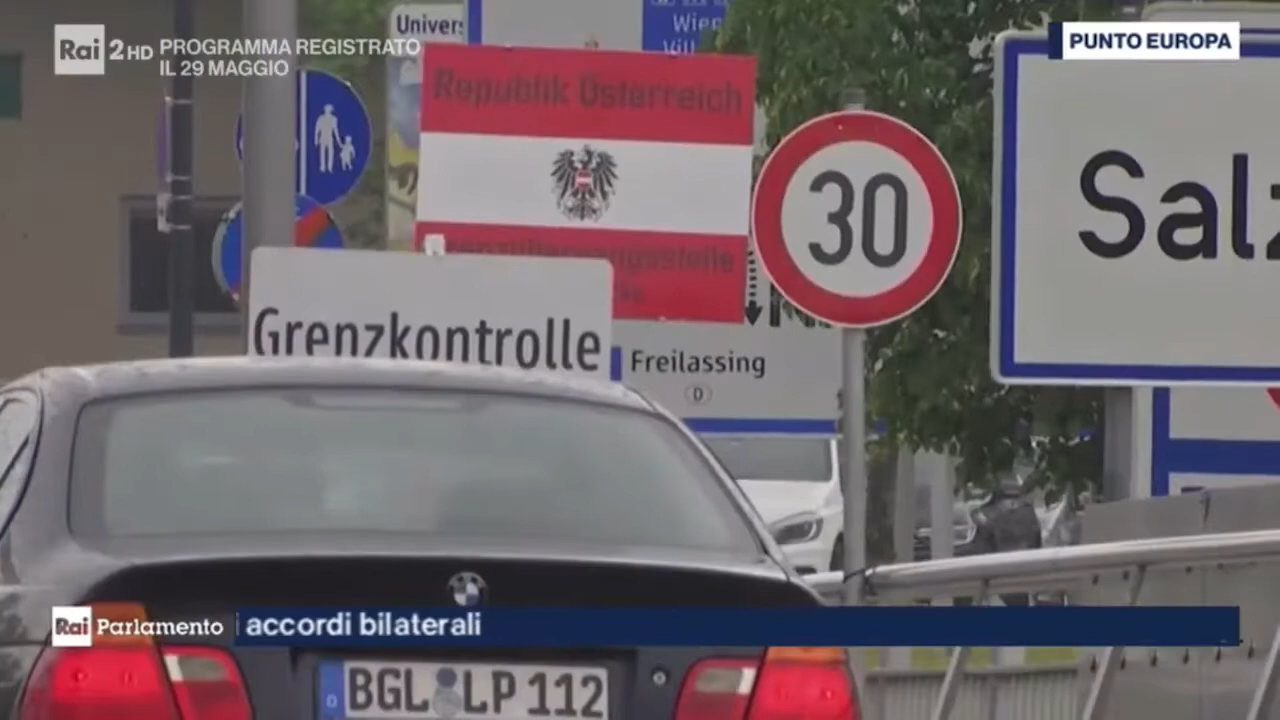 Rai 2HD PROGRAMMA REGISTRATO
IL 29 MAGGIO
PUNTO EUROPA
Univers
Wien
Republik Österreich
30
Salz
Grenzkontrolle
Freilassing
D
Rai Parlamento accordi bilaterali
D
BGL LP 112